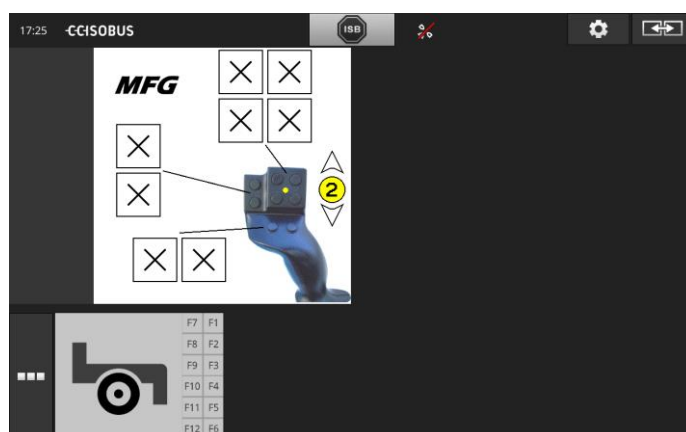 17:25 -CCISOBUS ISB
MFG
2
F7 F1
F8 F2
F9 F3
F10 F4
F11 F5
F12 F6